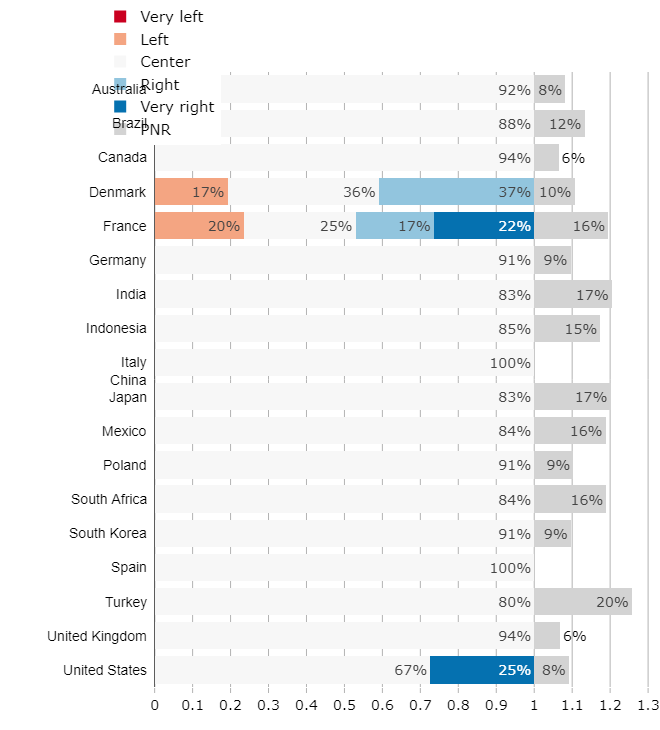 Very left
Left
Center
Right
Very right
PNR
Australia 92% 8%
Brazil 88% 12%
Canada 94% 6%
Denmark 17% 36% 37% 10%
France 20% 25% 17% 22% 16%
Germany 91% 9%
India 83% 17%
Indonesia 85% 15%
Italy 100%
China
Japan 83% 17%
Mexico 84% 16%
Poland 91% 9%
South Africa 84% 16%
South Korea 91% 9%
Spain 100%
Turkey 80% 20%
United Kingdom 94% 6%
United States 67% 25% 8%
0 0.1 0.2 0.3 0.4 0.5 0.6 0.7 0.8 0.9 1 1.1 1.2 1.3